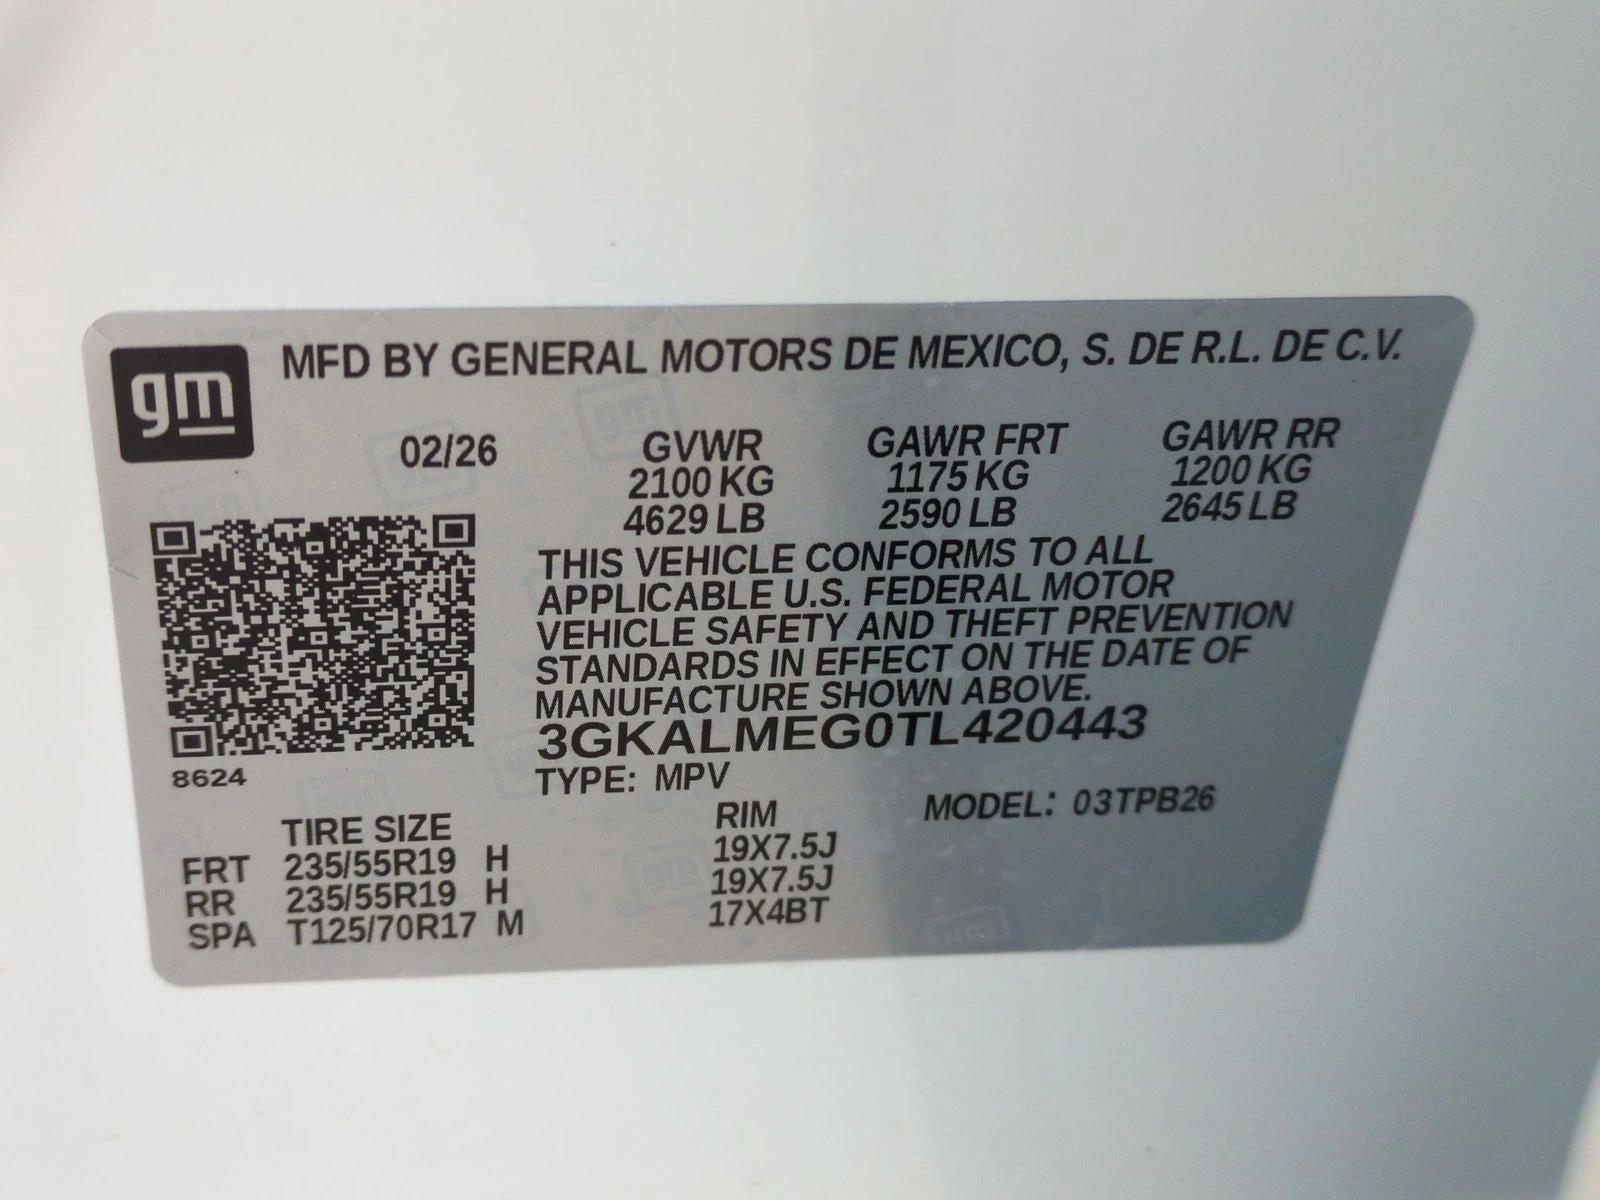 gm
MFD BY GENERAL MOTORS DE MEXICO, S. DE R.L. DE C.V.
02/26 GVWR GAWR FRT GAWR RR
2100 KG 1175 KG 1200 KG
4629 LB 2590 LB 2645 LB
THIS VEHICLE CONFORMS TO ALL
APPLICABLE U.S. FEDERAL MOTOR
VEHICLE SAFETY AND THEFT PREVENTION
STANDARDS IN EFFECT ON THE DATE OF
MANUFACTURE SHOWN ABOVE.
3GKALMEG0TL420443
8624
TYPE: MPV MODEL: 03TPB26
TIRE SIZE RIM
FRT 235/55R19 H 19X7.5J
RR 235/55R19 H 19X7.5J
SPA T125/70R17 M 17X4BT